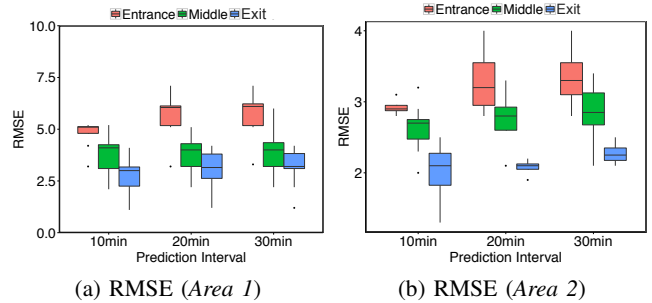 Entrance Middle Exit
10.0
7.5
5.0
2.5
0.0
RMSE
10min 20min 30min
Prediction Interval
(a) RMSE (Area 1)
Entrance Middle Exit
4
3
2
RMSE
10min 20min 30min
Prediction Interval
(b) RMSE (Area 2)